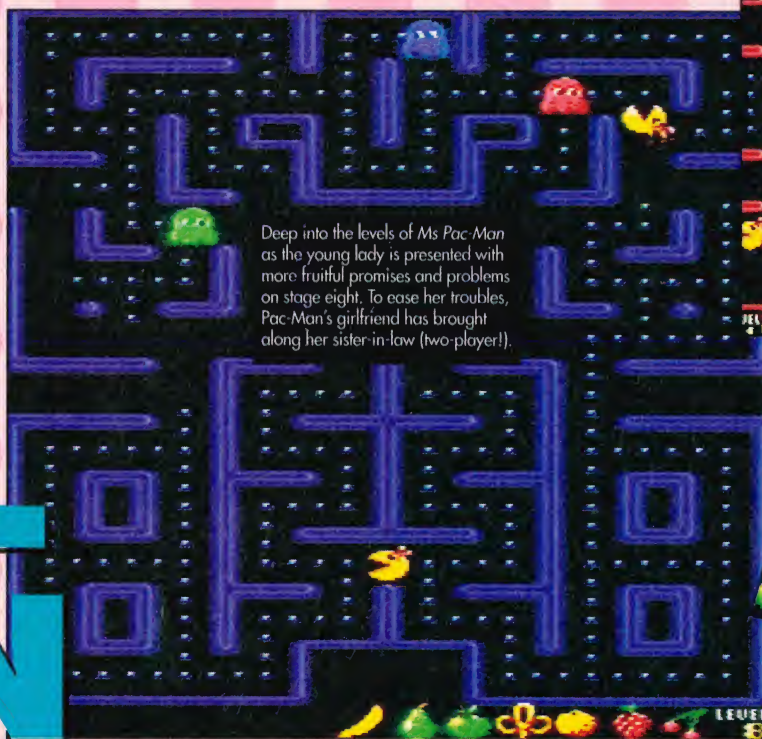 Deep into the levels of Ms Pac-Man
as the young lady is presented with
more fruitful promises and problems
on stage eight. To ease her troubles,
Pac-Man's girlfriend has brought
along her sister-in-law (two-player!).